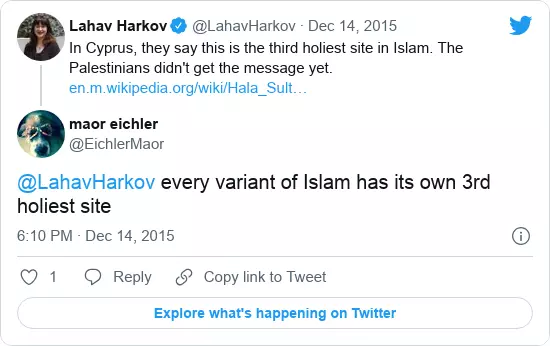 Lahav Harkov @LahavHarkov · Dec 14, 2015
In Cyprus, they say this is the third holiest site in Islam. The
Palestinians didn't get the message yet.
en.m.wikipedia.org/wiki/Hala_Sult…
maor eichler
@EichlerMaor
@LahavHarkov every variant of Islam has its own 3rd
holiest site
6:10 PM · Dec 14, 2015
1 Reply Copy link to Tweet
Explore what's happening on Twitter